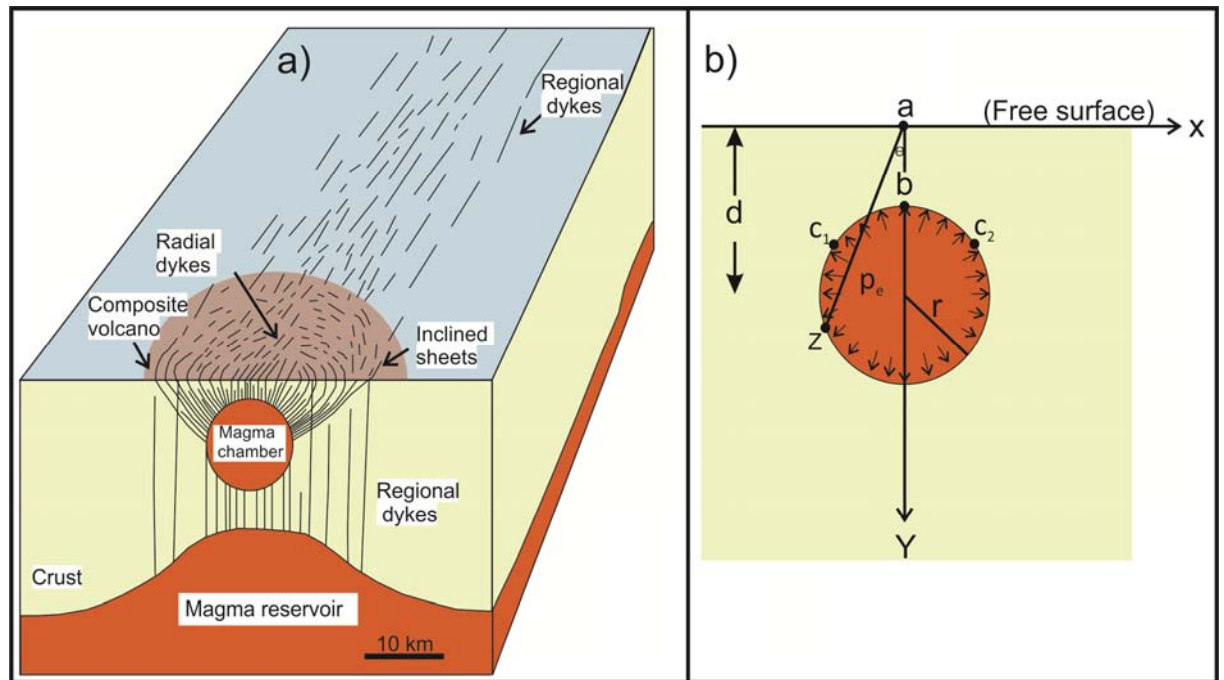 a)
Regional
dykes
Radial
dykes
Composite
volcano
Inclined
sheets
Magma
chamber
Regional
dykes
Crust
Magma reservoir
10 km
b)
a
(Free surface)
x
b
d
c1
c2
pe
r
z
Y